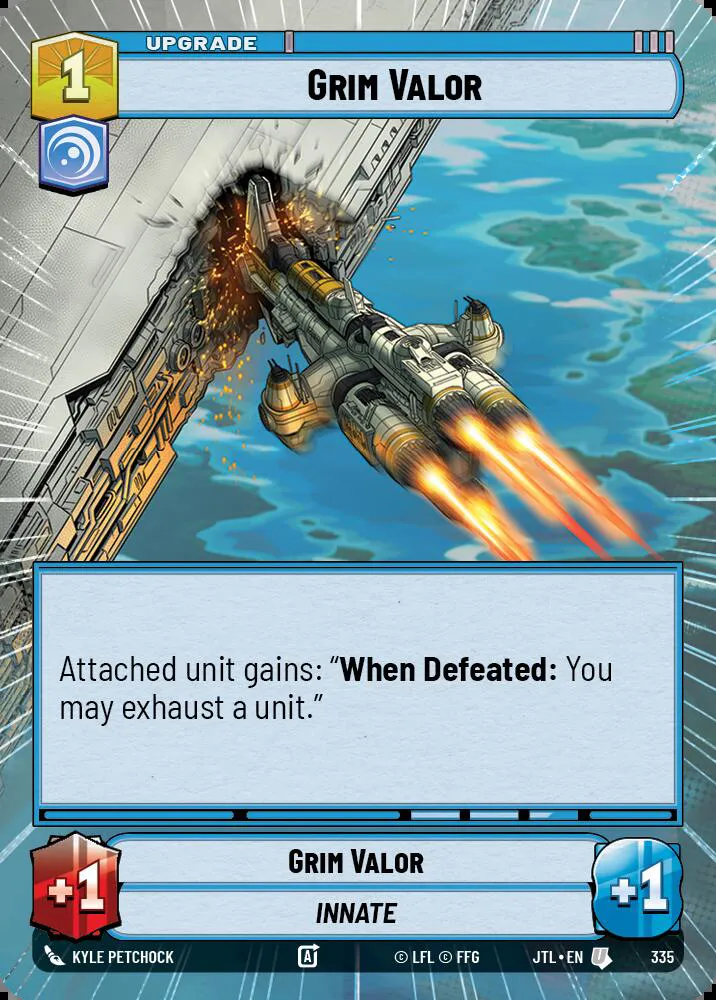 UPGRADE
1
GRIM VALOR
Attached unit gains: “When Defeated: You
may exhaust a unit.”
GRIM VALOR
+1
+1
INNATE
KYLE PETCHOCK
A
© LFL © FFG
JTL • EN
U
335